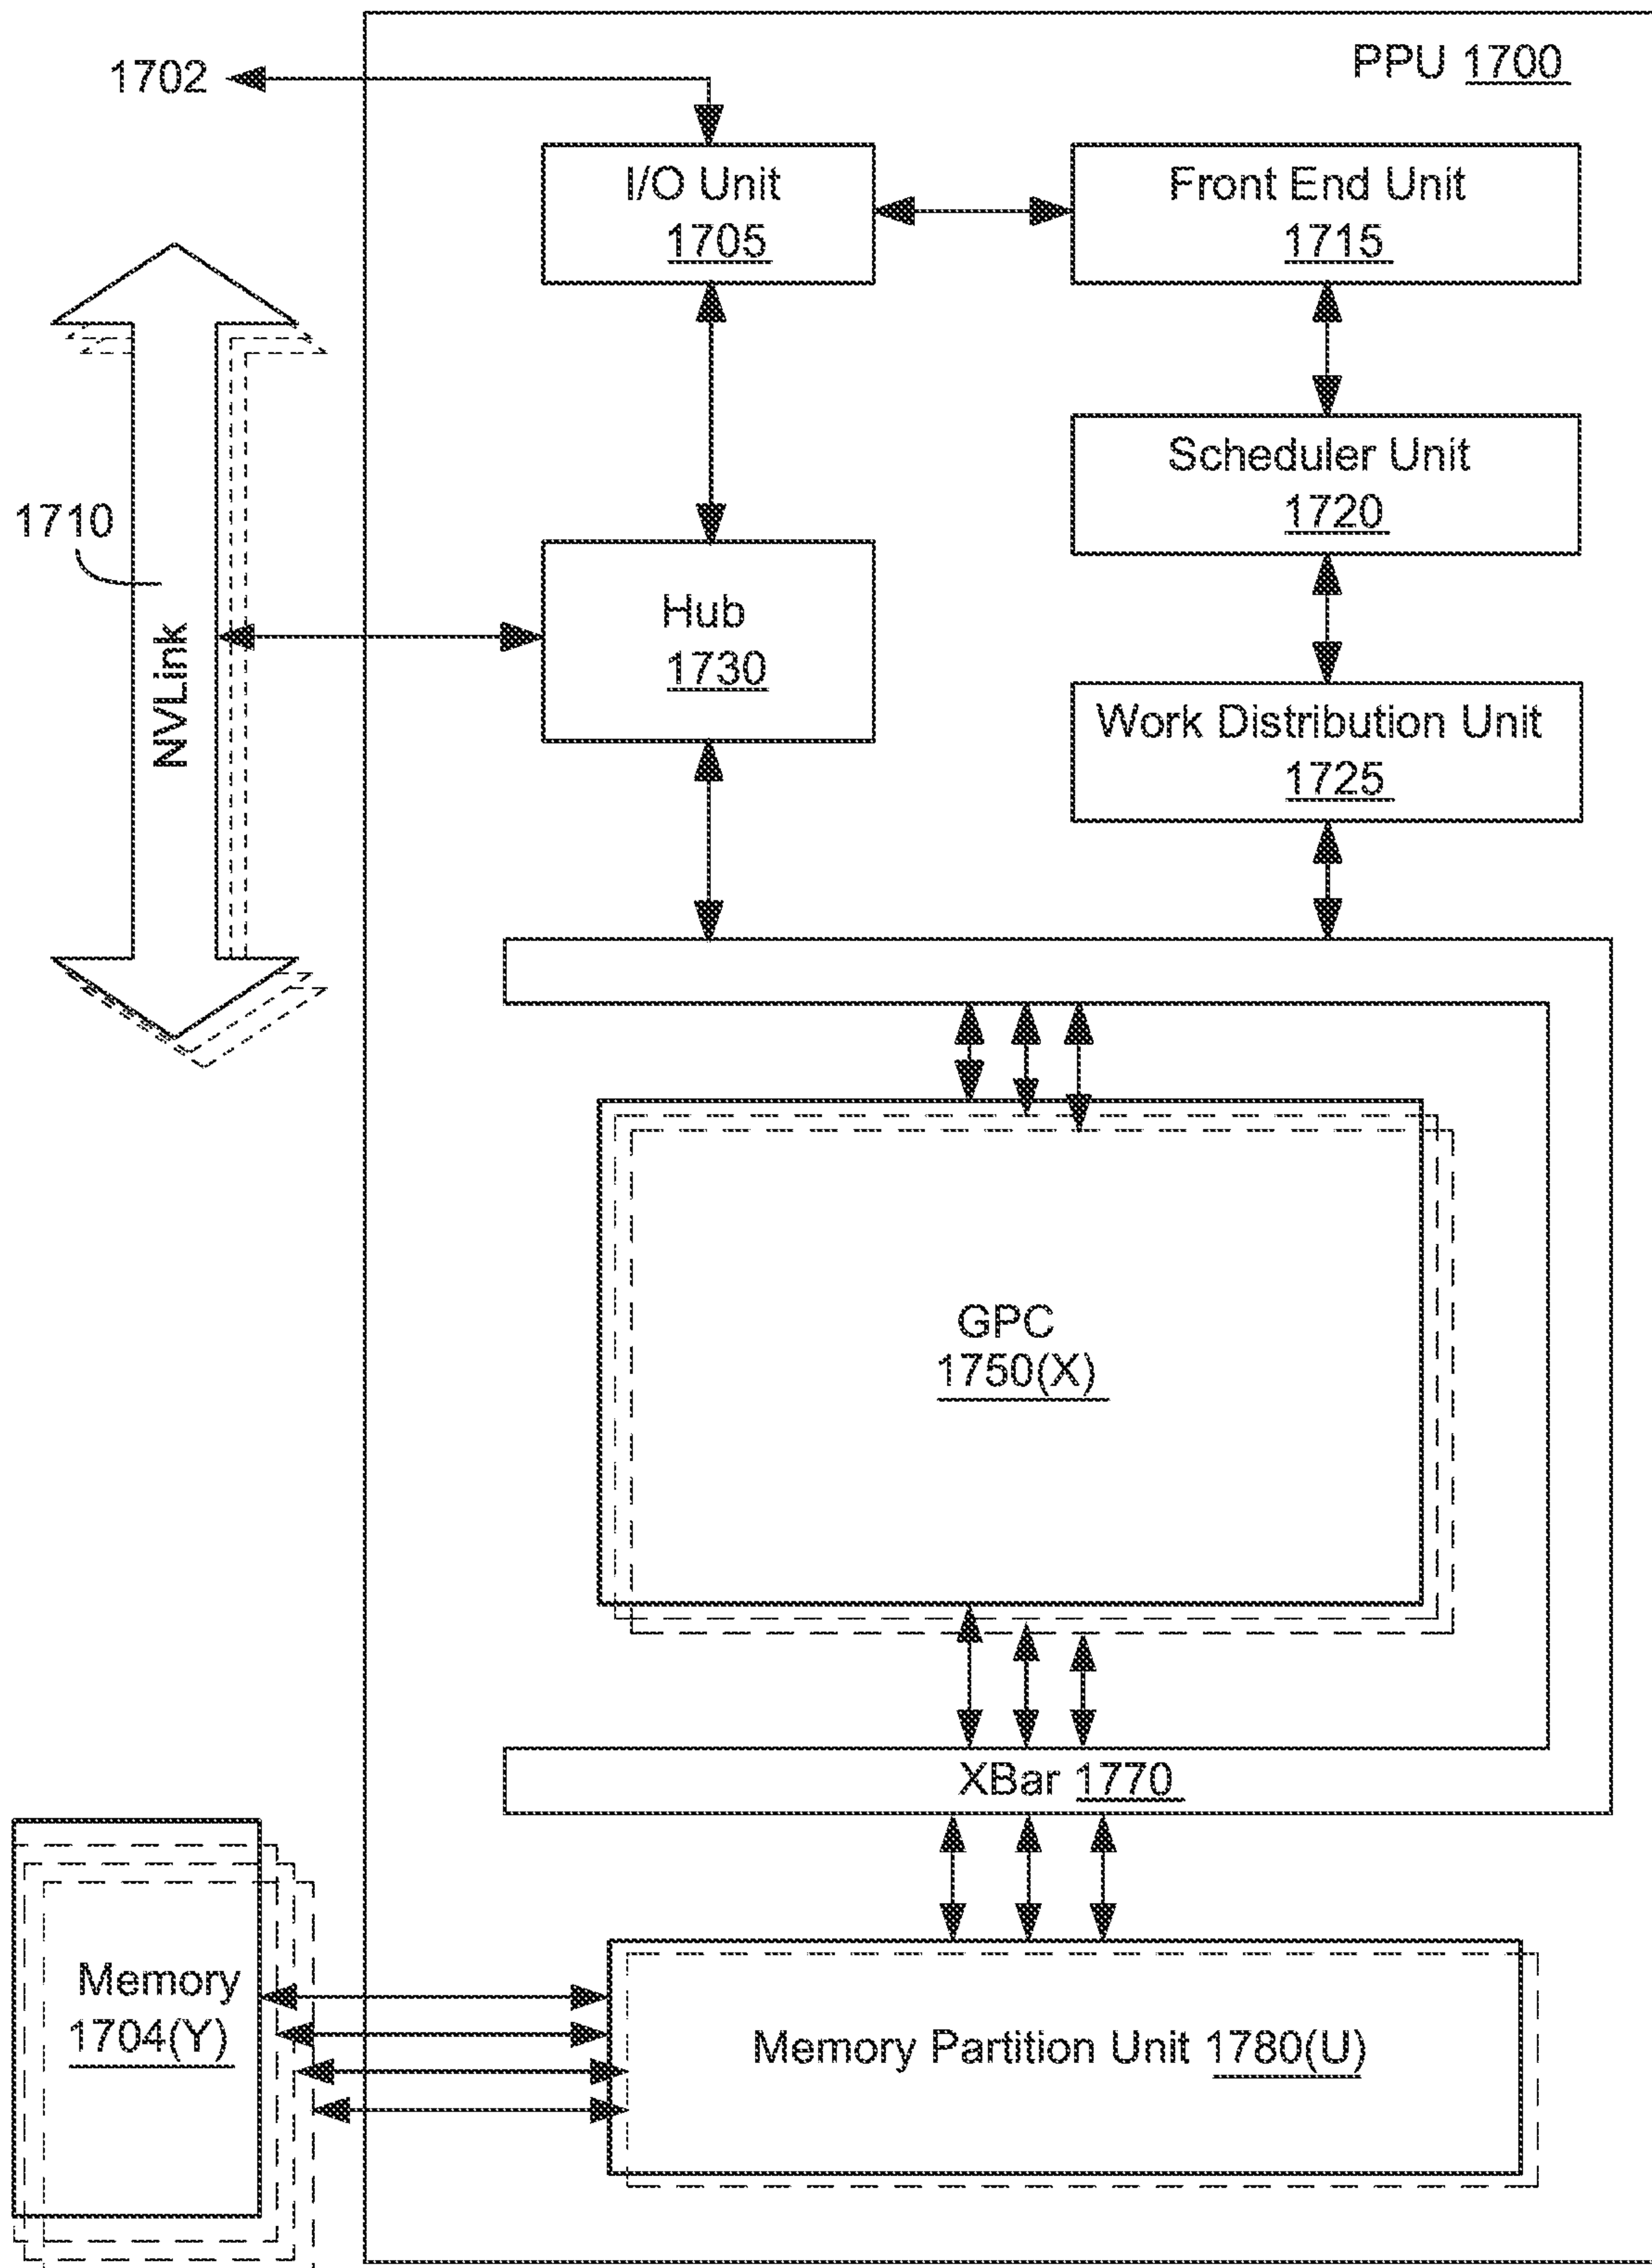 PPU 1700
1702
I/O Unit
1705
Front End Unit
1715
Scheduler Unit
1720
1710
NVLink
Hub
1730
Work Distribution Unit
1725
GPC
1750(X)
XBar 1770
Memory
1704(Y)
Memory Partition Unit 1780(U)